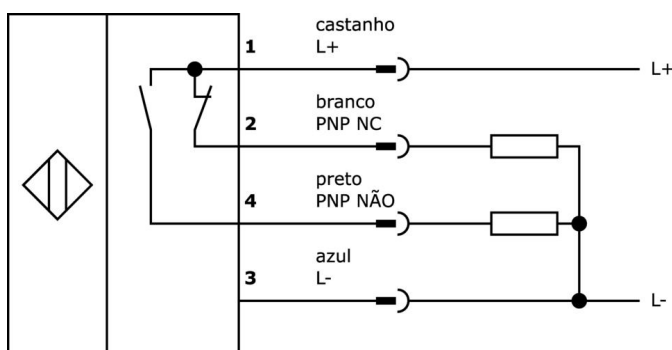 castanho
1 L+
L+
branco
2 PNP NC
preto
4 PNP NÃO
azul
3 L-
L-